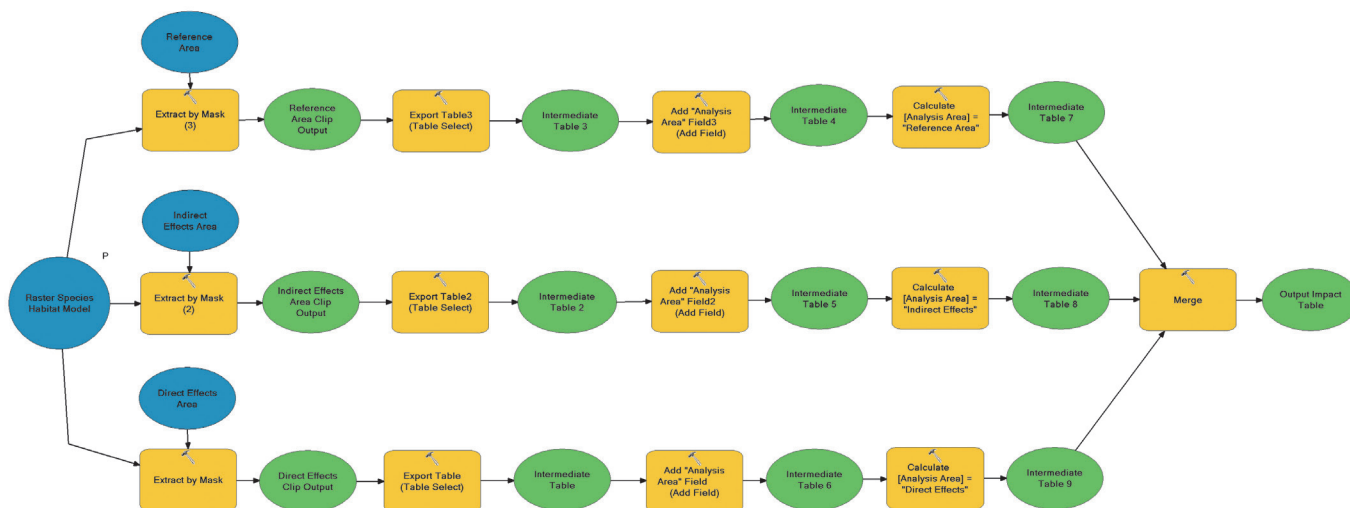 Reference
Area
Extract by Mask
(3)
Reference
Area Clip
Output
Export Table3
(Table Select)
Intermediate
Table 3
Add "Analysis
Area" Field3
(Add Field)
Intermediate
Table 4
Calculate
[Analysis Area] =
"Reference Area"
Intermediate
Table 7
Indirect
Effects Area
P
Raster Species
Habitat Model
Extract by Mask
(2)
Indirect Effects
Area Clip
Output
Export Table2
(Table Select)
Intermediate
Table 2
Add "Analysis
Area" Field2
(Add Field)
Intermediate
Table 5
Calculate
[Analysis Area] =
"Indirect Effects"
Intermediate
Table 8
Merge
Output Impact
Table
Direct Effects
Area
Extract by Mask
Direct Effects
Clip Output
Export Table
(Table Select)
Intermediate
Table
Add "Analysis
Area" Field
(Add Field)
Intermediate
Table 6
Calculate
[Analysis Area] =
"Direct Effects"
Intermediate
Table 9